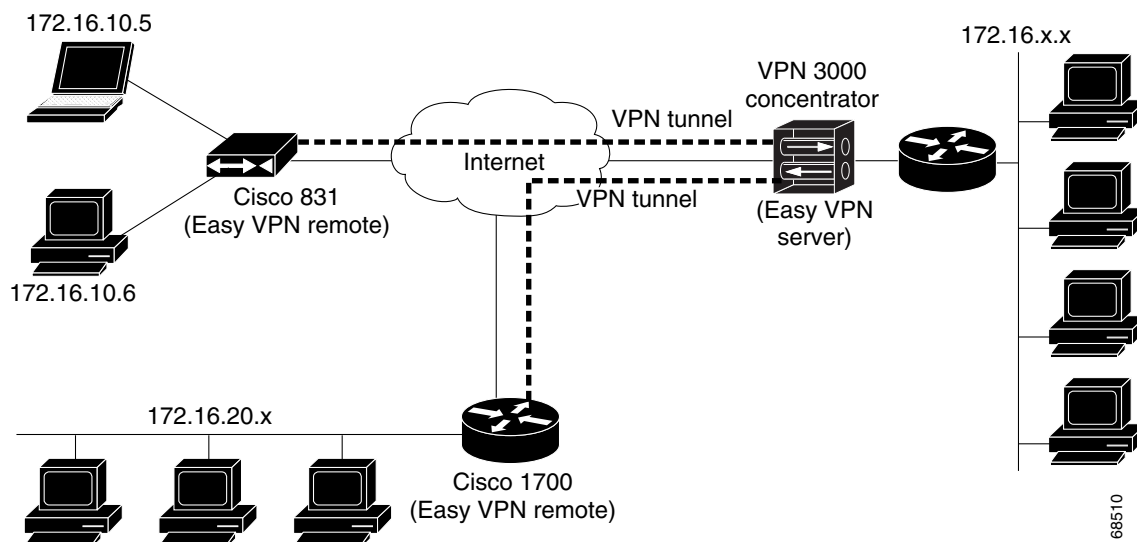 172.16.10.5
172.16.x.x
VPN 3000
concentrator
VPN tunnel
Internet
Cisco 831
(Easy VPN remote)
VPN tunnel
(Easy VPN
server)
172.16.10.6
172.16.20.x
Cisco 1700
(Easy VPN remote)
68510